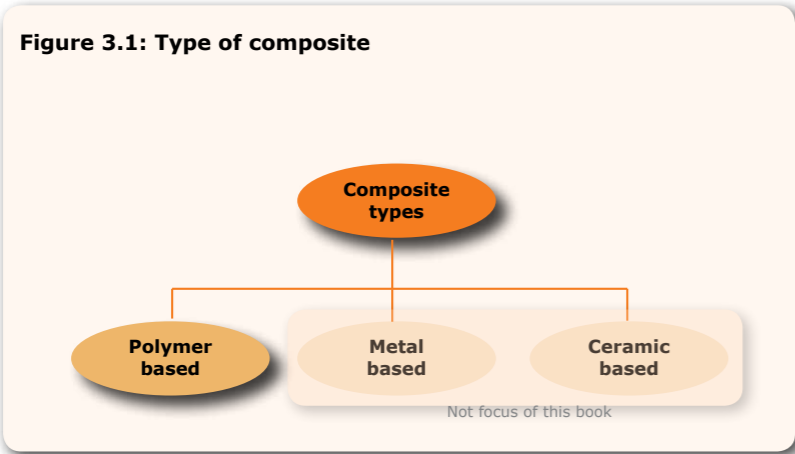 Figure 3.1: Type of composite
Composite
types
Polymer
based
Metal
based
Ceramic
based
Not focus of this book